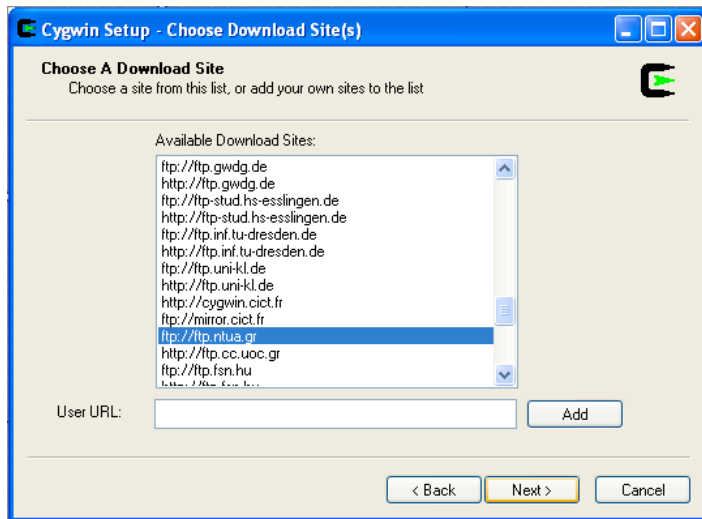 Cygwin Setup - Choose Download Site(s)
Choose A Download Site
Choose a site from this list, or add your own sites to the list
Available Download Sites:
ftp://ftp.gwdg.de
http://ftp.gwdg.de
ftp://ftp-stud.hs-esslingen.de
http://ftp-stud.hs-esslingen.de
ftp://ftp.inf.tu-dresden.de
http://ftp.inf.tu-dresden.de
ftp://ftp.uni-kl.de
http://ftp.uni-kl.de
http://cygwin.cict.fr
ftp://mirror.cict.fr
ftp://ftp.ntua.gr
http://ftp.cc.uoc.gr
ftp://ftp.fsn.hu
User URL:
Add
< Back
Next >
Cancel